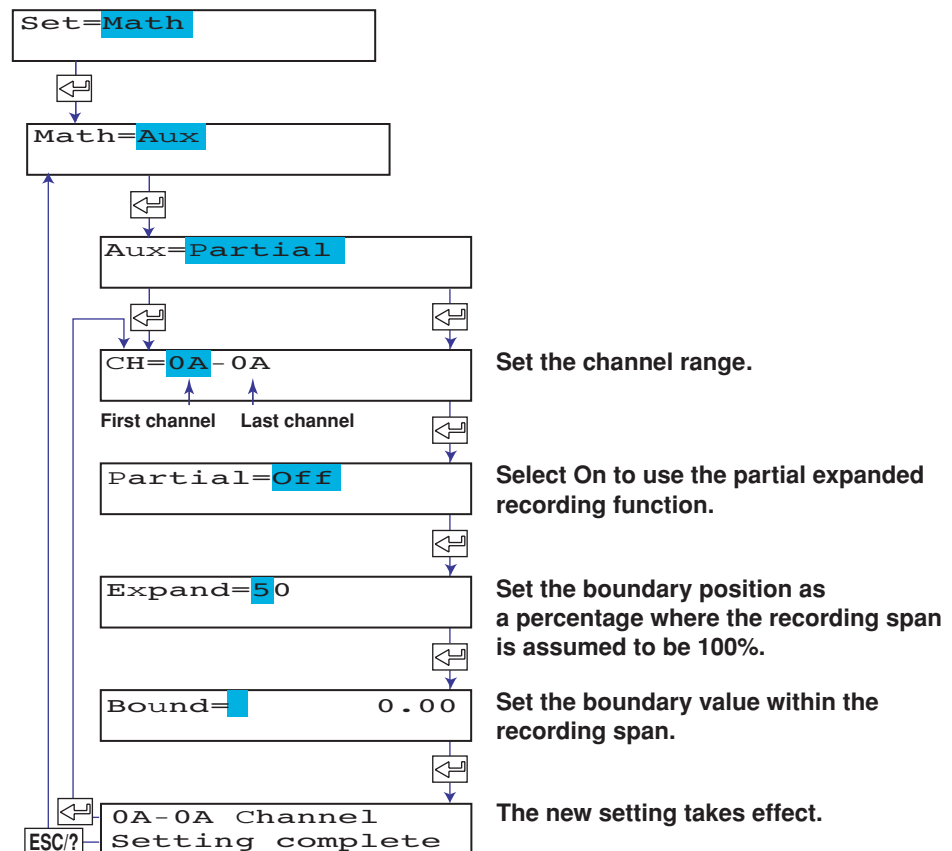 Set=Math
Math=Aux
Aux=Partial
CH=0A-0A
Set the channel range.
First channel Last channel
Partial=Off
Select On to use the partial expanded
recording function.
Expand=50
Set the boundary position as
a percentage where the recording span
is assumed to be 100%.
Bound= 0.00
Set the boundary value within the
recording span.
0A-0A Channel
The new setting takes effect.
ESC/? Setting complete